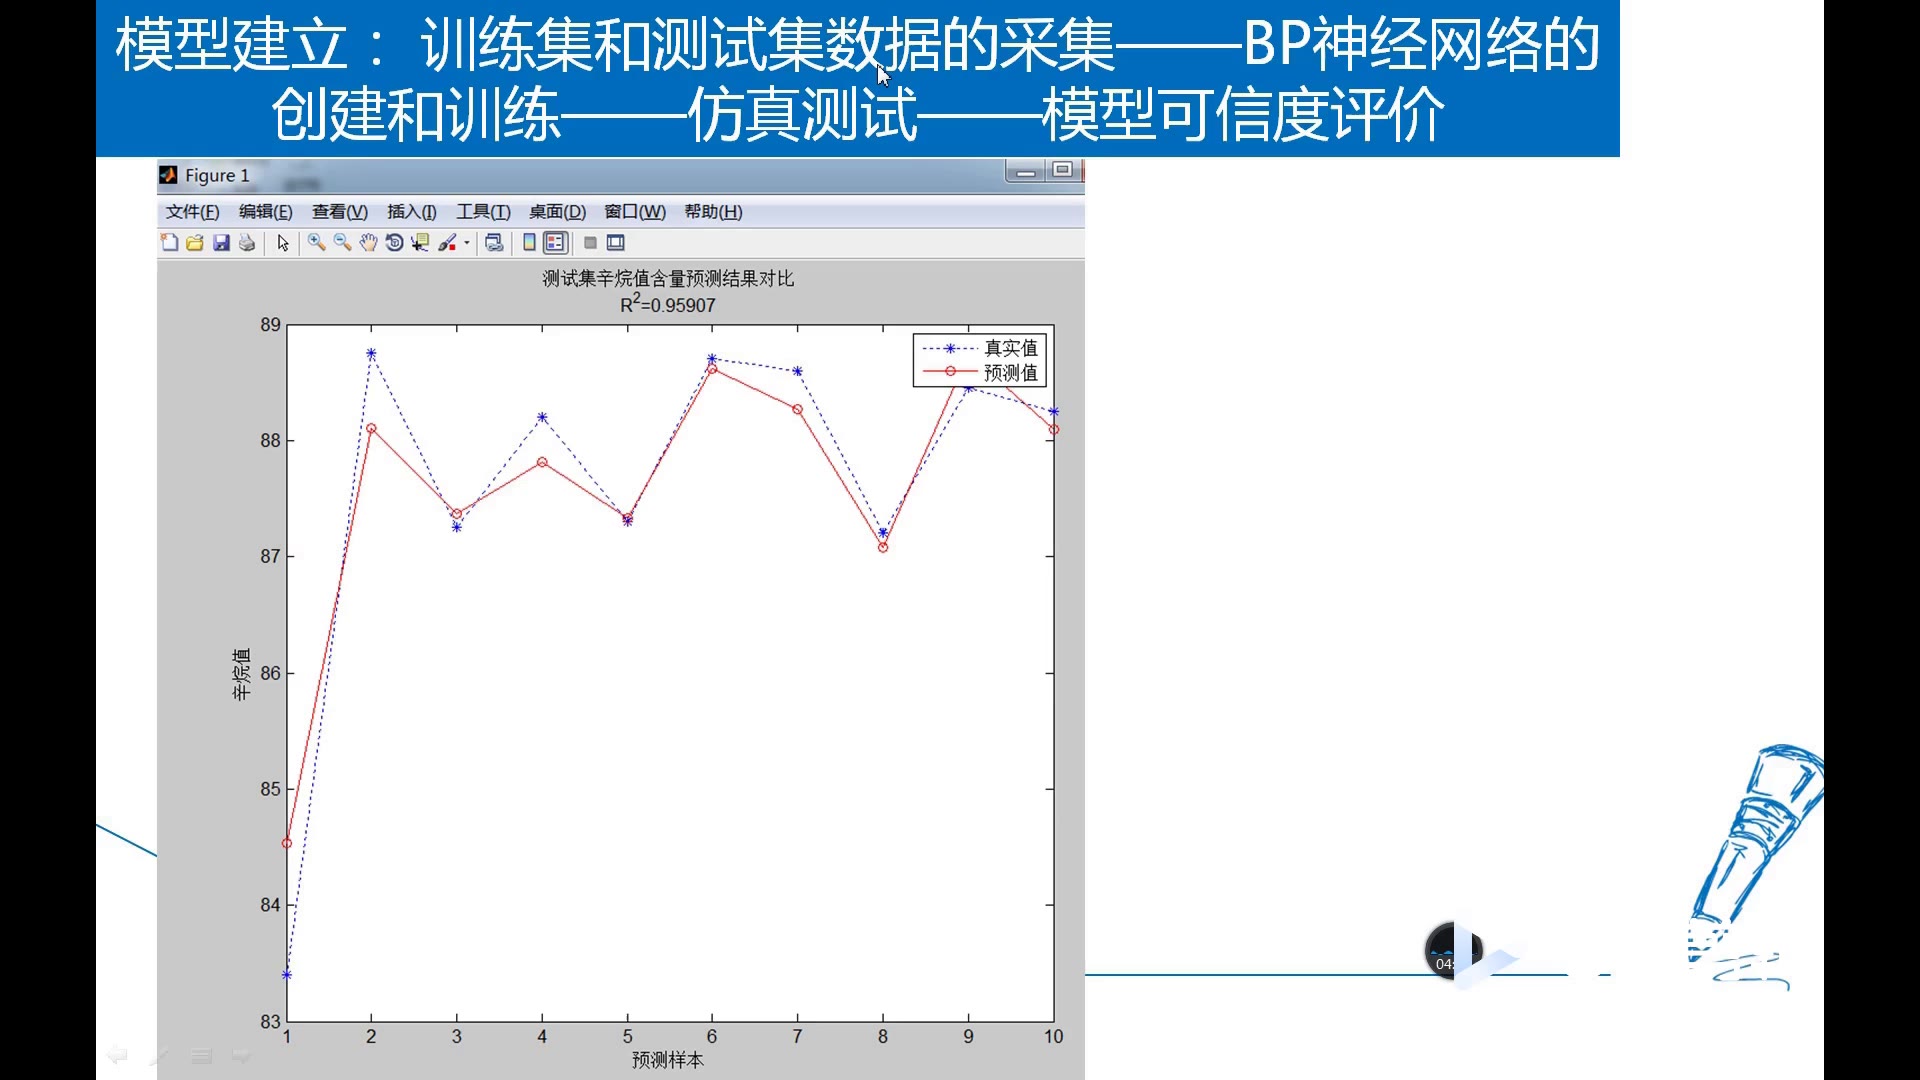 模型建立： 训练集和测试集数据的采集——BP神经网络的
创建和训练——仿真测试——模型可信度评价
Figure 1
文件(F) 编辑(E) 查看(V) 插入(I) 工具(T) 桌面(D) 窗口(W) 帮助(H)
测试集辛烷值含量预测结果对比
R²=0.95907
真实值
预测值
89
88
87
86
85
84
83
辛烷值
1 2 3 4 5 6 7 8 9 10
预测样本
04: